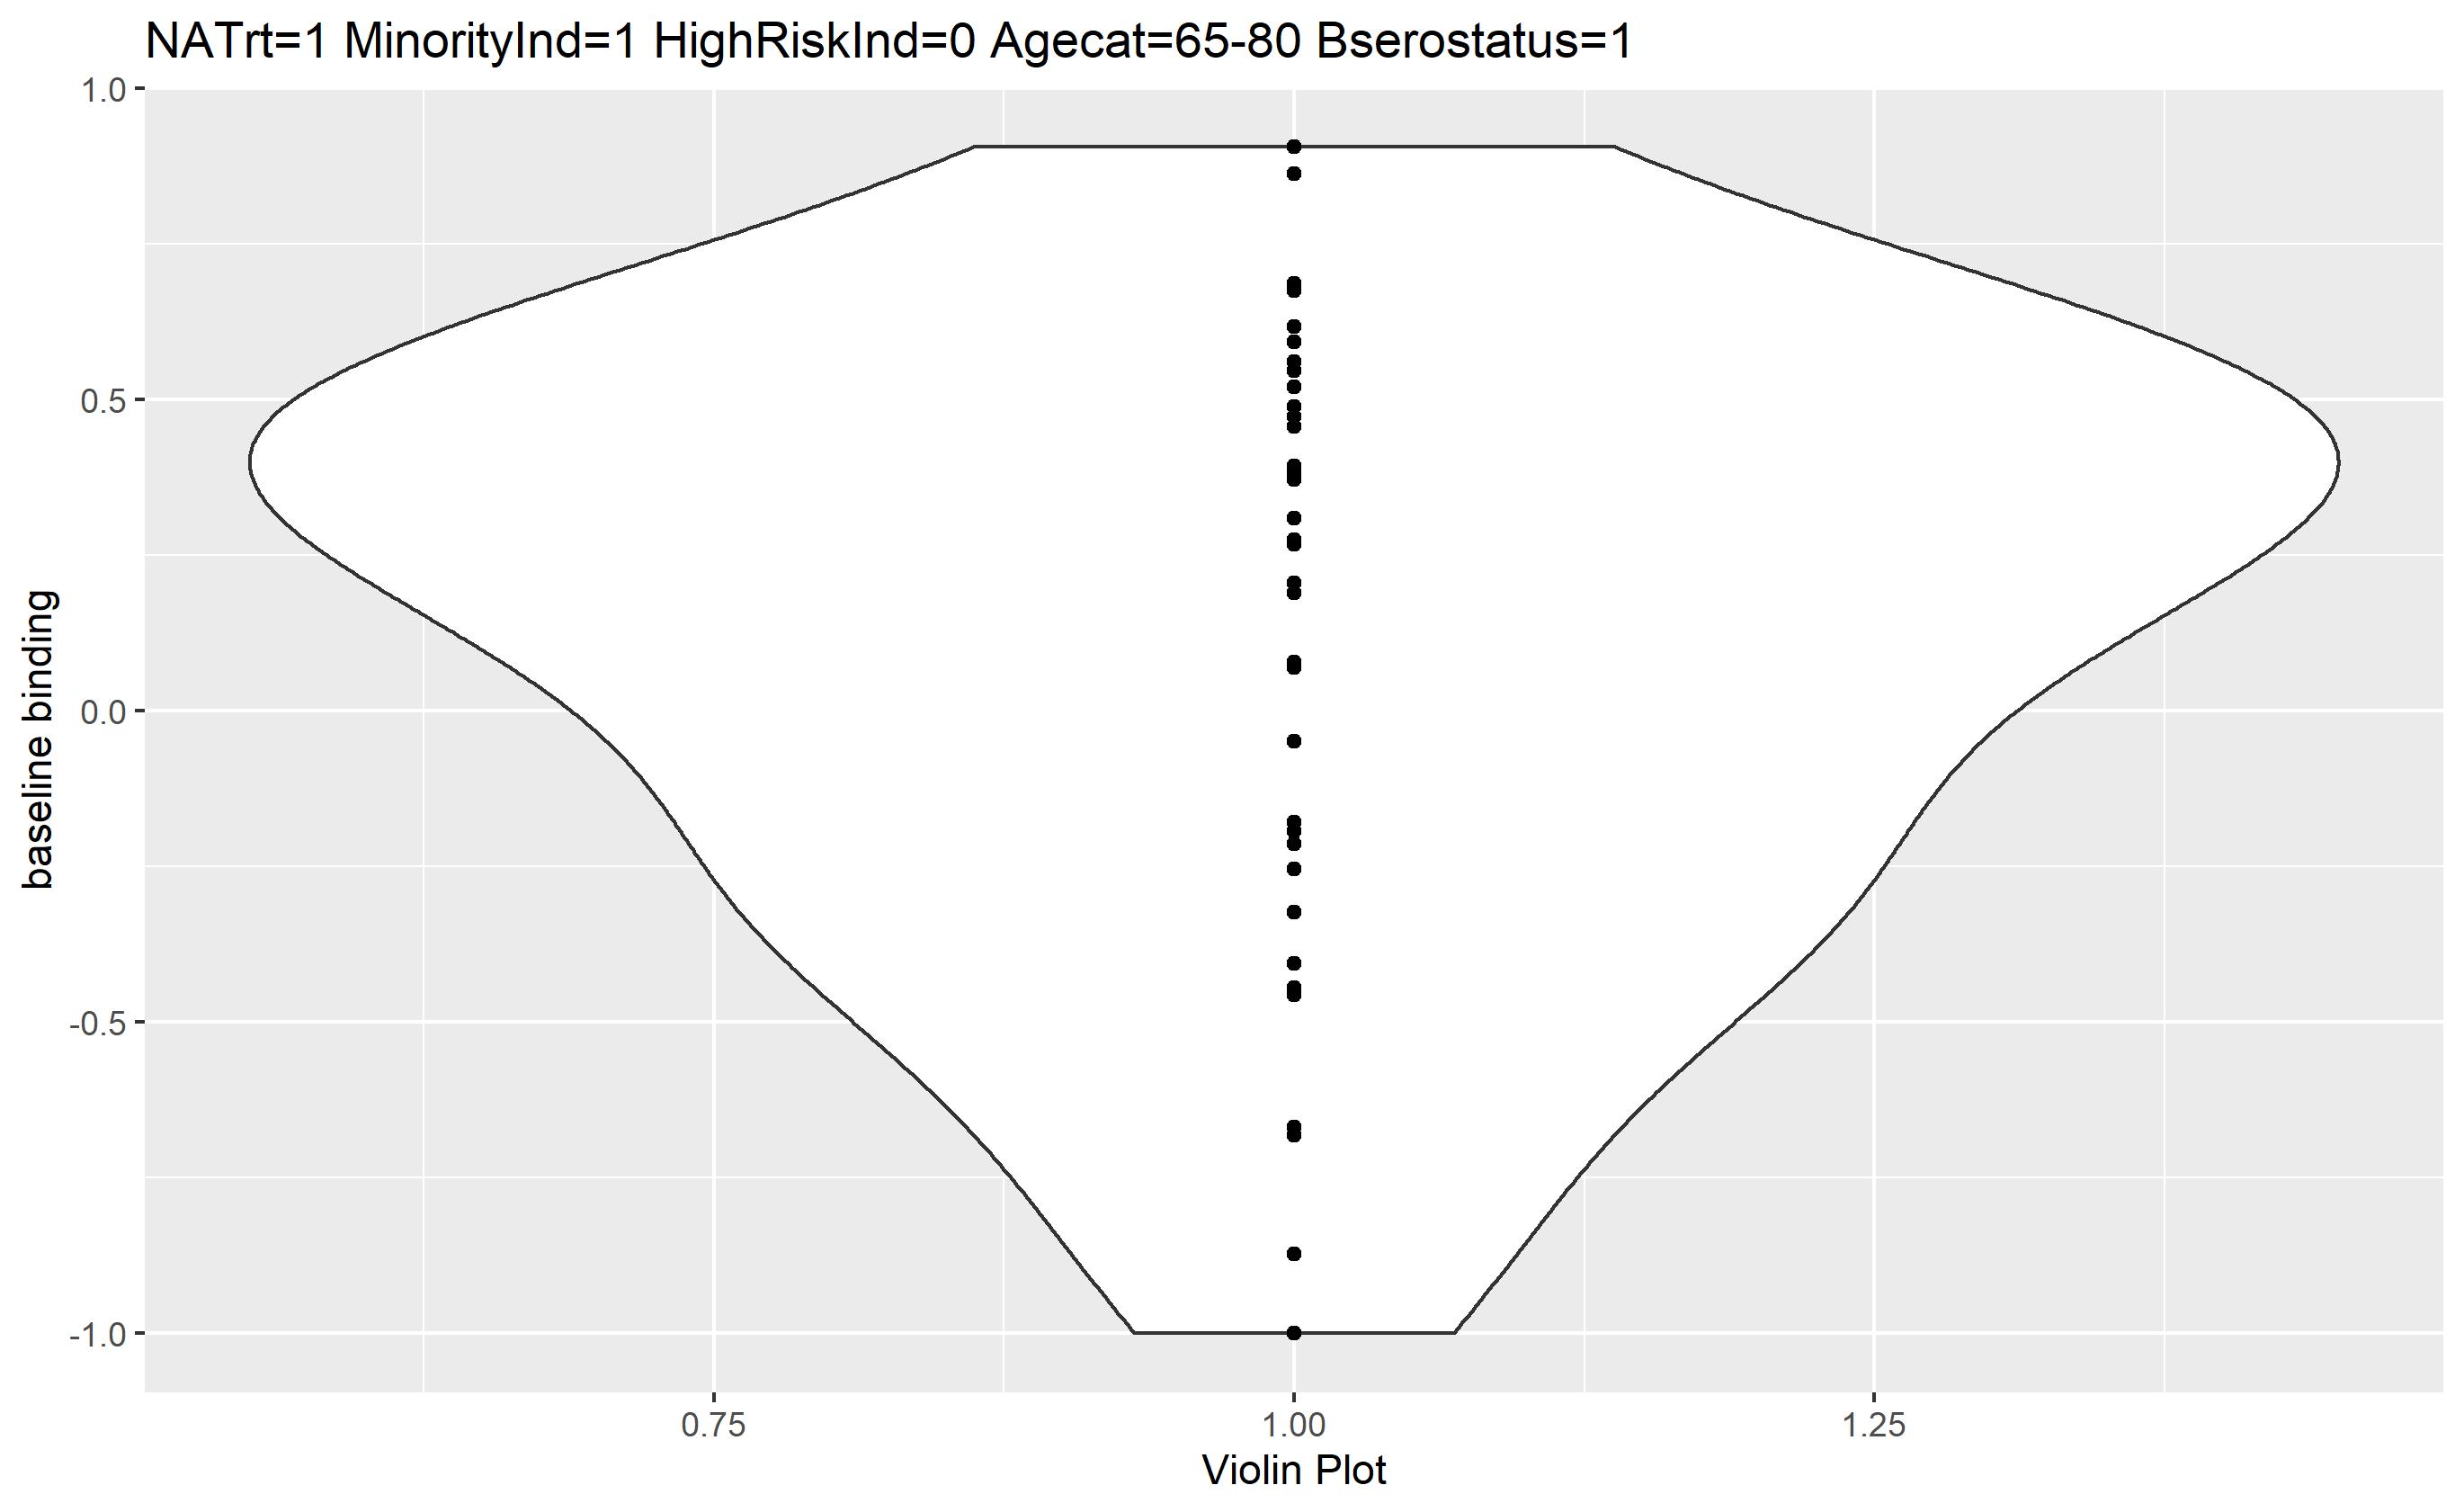 NATrt=1 MinorityInd=1 HighRiskInd=0 Agecat=65-80 Bserostatus=1
1.0
0.5
0.0
-0.5
-1.0
baseline binding
0.75 1.00 1.25
Violin Plot